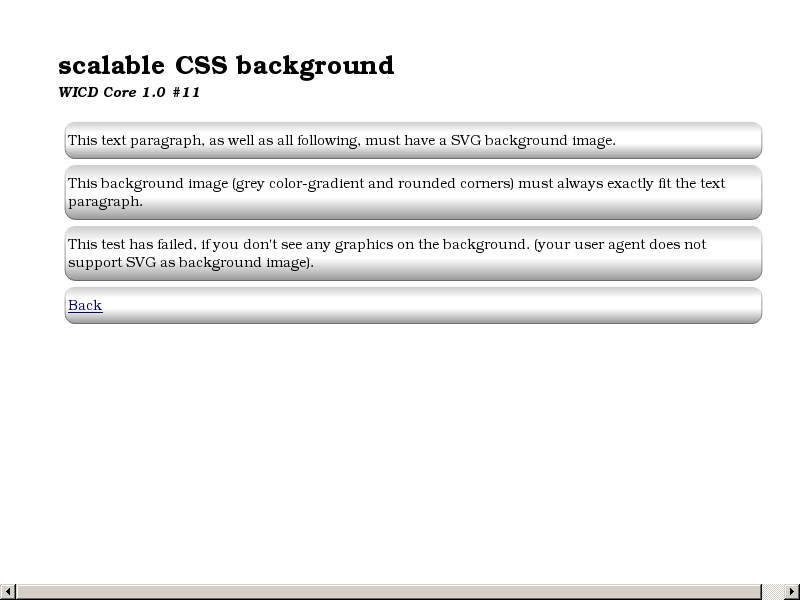 scalable CSS background
WICD Core 1.0 #11
This text paragraph, as well as all following, must have a SVG background image.
This background image (grey color-gradient and rounded corners) must always exactly fit the text
paragraph.
This test has failed, if you don't see any graphics on the background. (your user agent does not
support SVG as background image).
Back